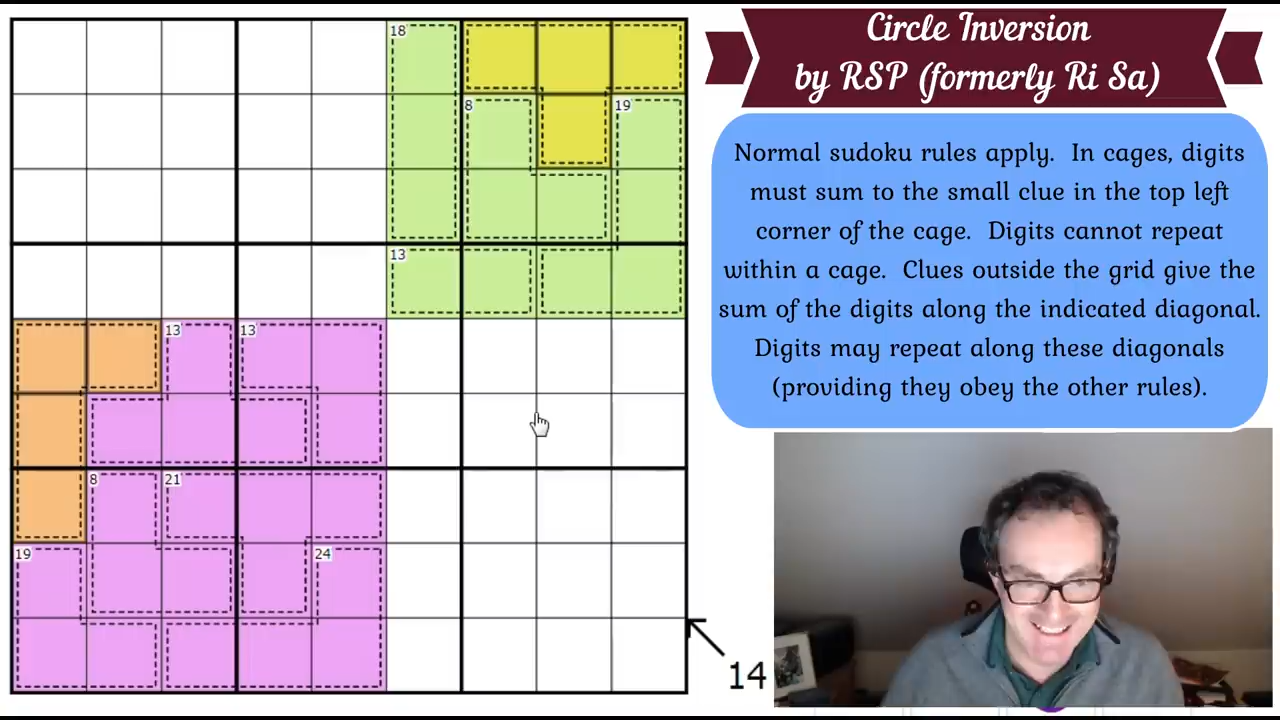 Circle Inversion
by RSP (formerly Ri Sa)
Normal sudoku rules apply. In cages, digits
must sum to the small clue in the top left
corner of the cage. Digits cannot repeat
within a cage. Clues outside the grid give the
sum of the digits along the indicated diagonal.
Digits may repeat along these diagonals
(providing they obey the other rules).
18
8 19
13
13 13
8 21
19 24
14